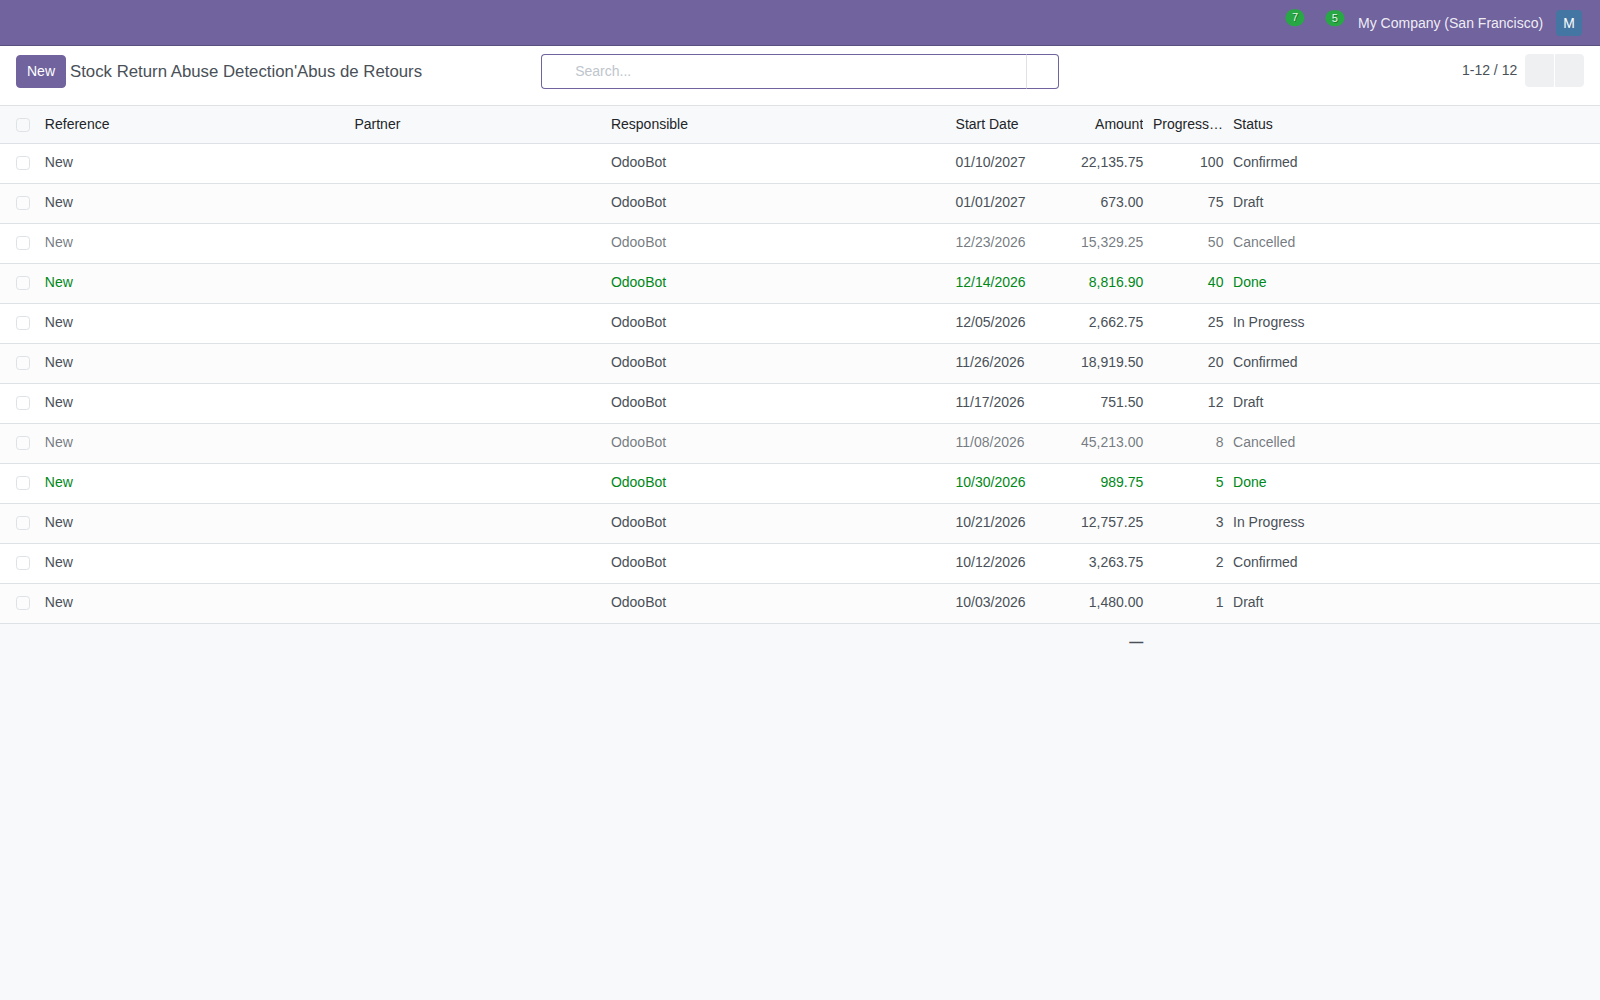 7 5 My Company (San Francisco) M
New Stock Return Abuse Detection'Abus de Retours Search... 1-12 / 12
Reference Partner Responsible Start Date Amount Progress… Status
New OdooBot 01/10/2027 22,135.75 100 Confirmed
New OdooBot 01/01/2027 673.00 75 Draft
New OdooBot 12/23/2026 15,329.25 50 Cancelled
New OdooBot 12/14/2026 8,816.90 40 Done
New OdooBot 12/05/2026 2,662.75 25 In Progress
New OdooBot 11/26/2026 18,919.50 20 Confirmed
New OdooBot 11/17/2026 751.50 12 Draft
New OdooBot 11/08/2026 45,213.00 8 Cancelled
New OdooBot 10/30/2026 989.75 5 Done
New OdooBot 10/21/2026 12,757.25 3 In Progress
New OdooBot 10/12/2026 3,263.75 2 Confirmed
New OdooBot 10/03/2026 1,480.00 1 Draft
—